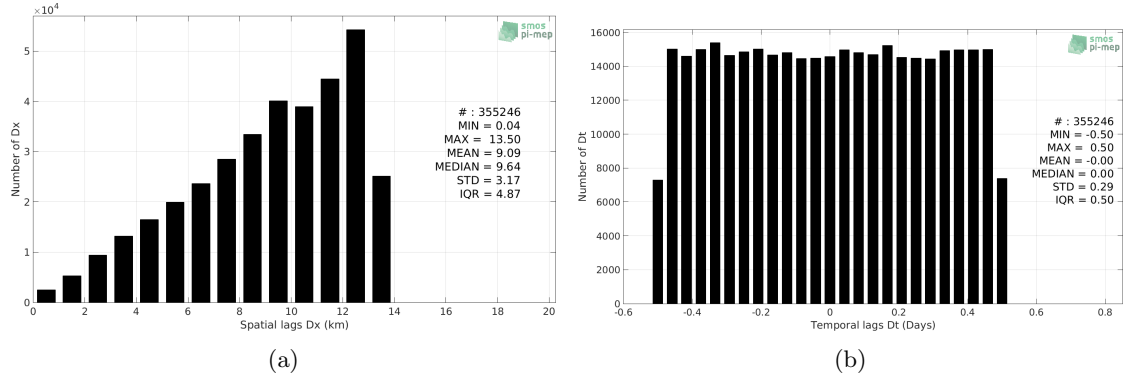 ×10⁴
5
4
3
2
1
0
0 2 4 6 8 10 12 14 16 18 20
Number of Dx
Spatial lags Dx (km)
smos
pi-mep
# : 355246
MIN = 0.04
MAX = 13.50
MEAN = 9.09
MEDIAN = 9.64
STD = 3.17
IQR = 4.87
(a)
16000
14000
12000
10000
8000
6000
4000
2000
0
-0.6 -0.4 -0.2 0 0.2 0.4 0.6 0.8
Number of Dt
Temporal lags Dt (Days)
smos
pi-mep
# : 355246
MIN = -0.50
MAX = 0.50
MEAN = -0.00
MEDIAN = 0.00
STD = 0.29
IQR = 0.50
(b)